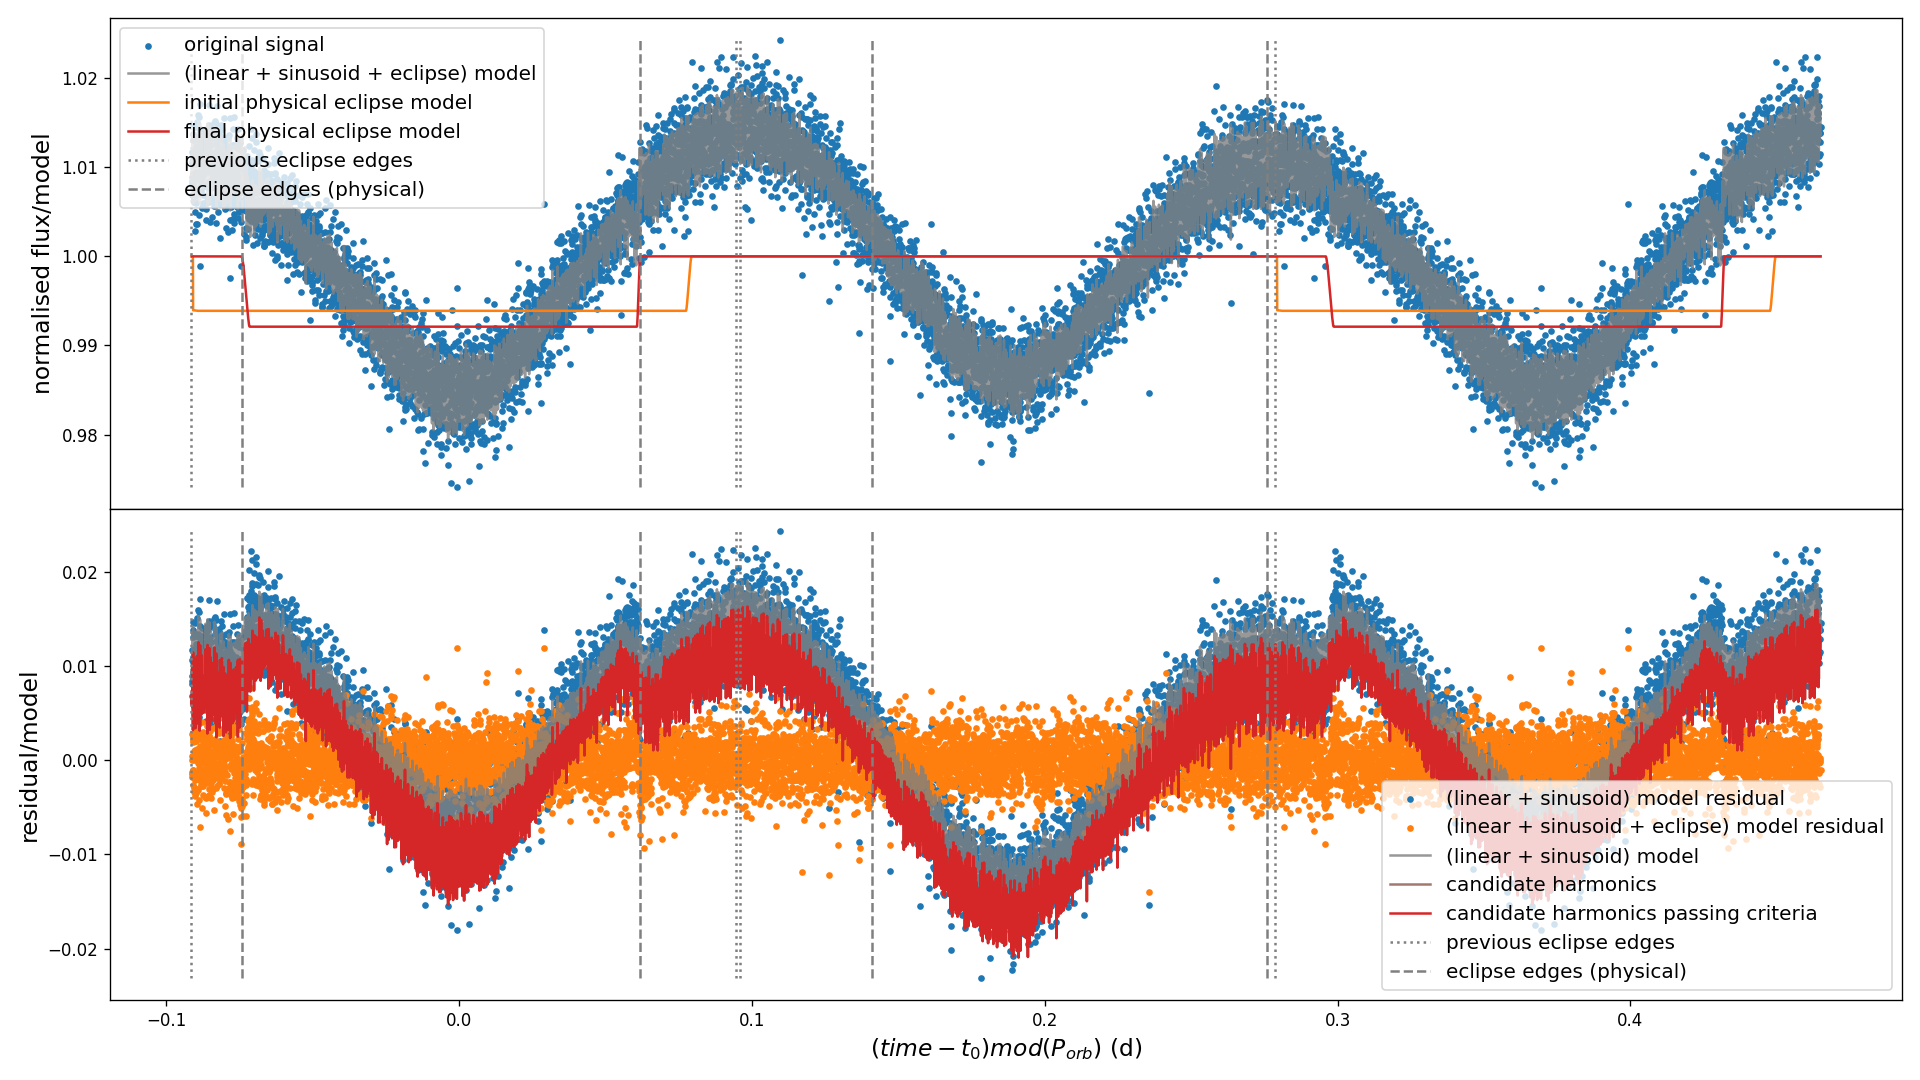 original signal
(linear + sinusoid + eclipse) model
initial physical eclipse model
final physical eclipse model
previous eclipse edges
eclipse edges (physical)
normalised flux/model
1.02
1.01
1.00
0.99
0.98
residual/model
0.02
0.01
0.00
−0.01
−0.02
(linear + sinusoid) model residual
(linear + sinusoid + eclipse) model residual
(linear + sinusoid) model
candidate harmonics
candidate harmonics passing criteria
previous eclipse edges
eclipse edges (physical)
−0.1 0.0 0.1 0.2 0.3 0.4
(time − t₀)mod(Pₒᵣb) (d)